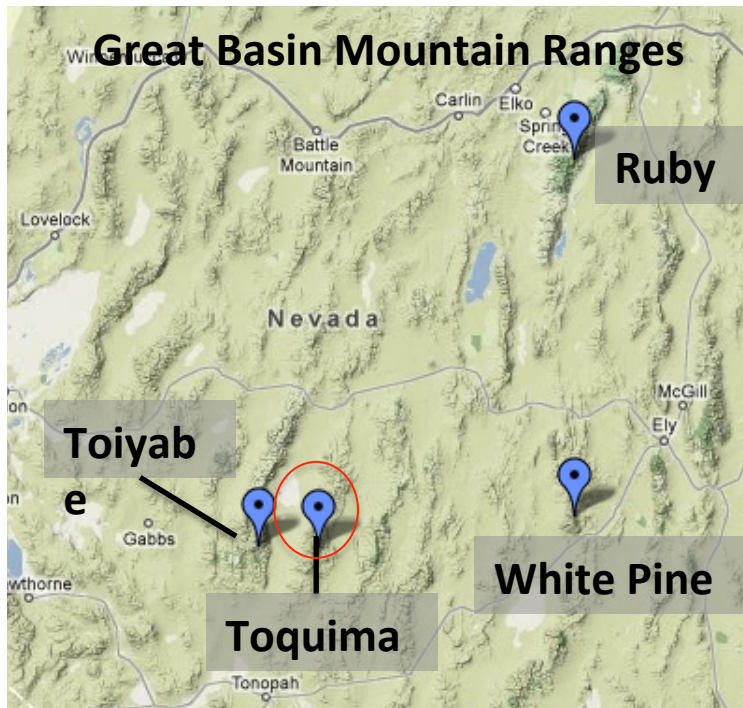 Great Basin Mountain Ranges
Carlin
Elko
Spring
Creek
Battle
Mountain
Ruby
Lovelock
Nevada
McGill
Ely
Toiyab
e
Gabbs
White Pine
Toquima
Tonopah